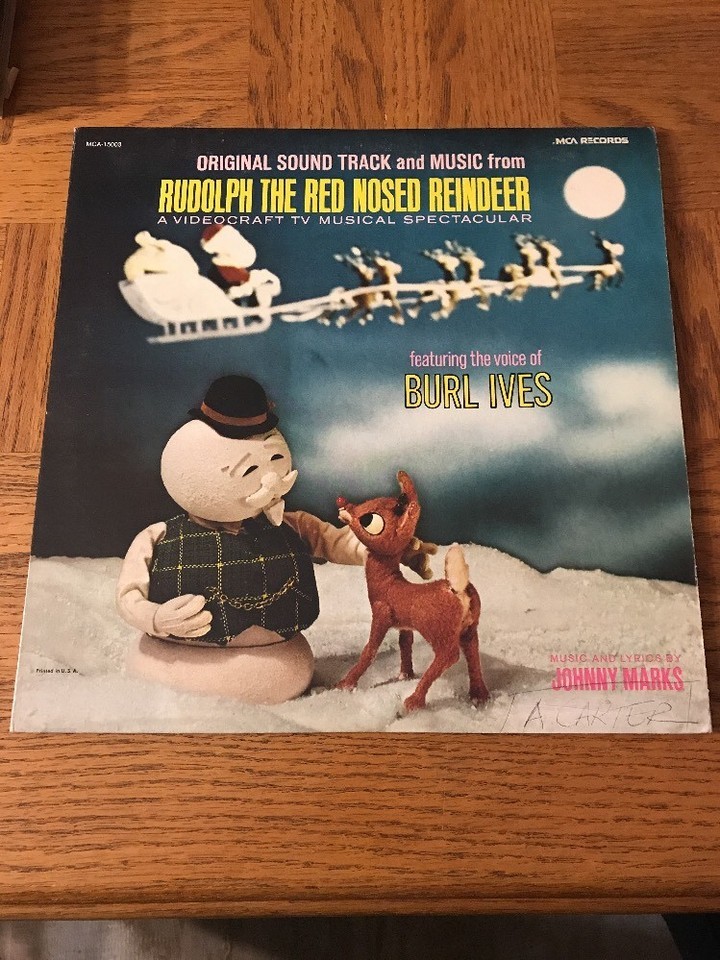 MCA-15003
MCA RECORDS
ORIGINAL SOUND TRACK and MUSIC from
RUDOLPH THE RED NOSED REINDEER
A VIDEOCRAFT TV MUSICAL SPECTACULAR
featuring the voice of
BURL IVES
Printed in U.S.A.
MUSIC AND LYRICS BY
JOHNNY MARKS
A CARTER